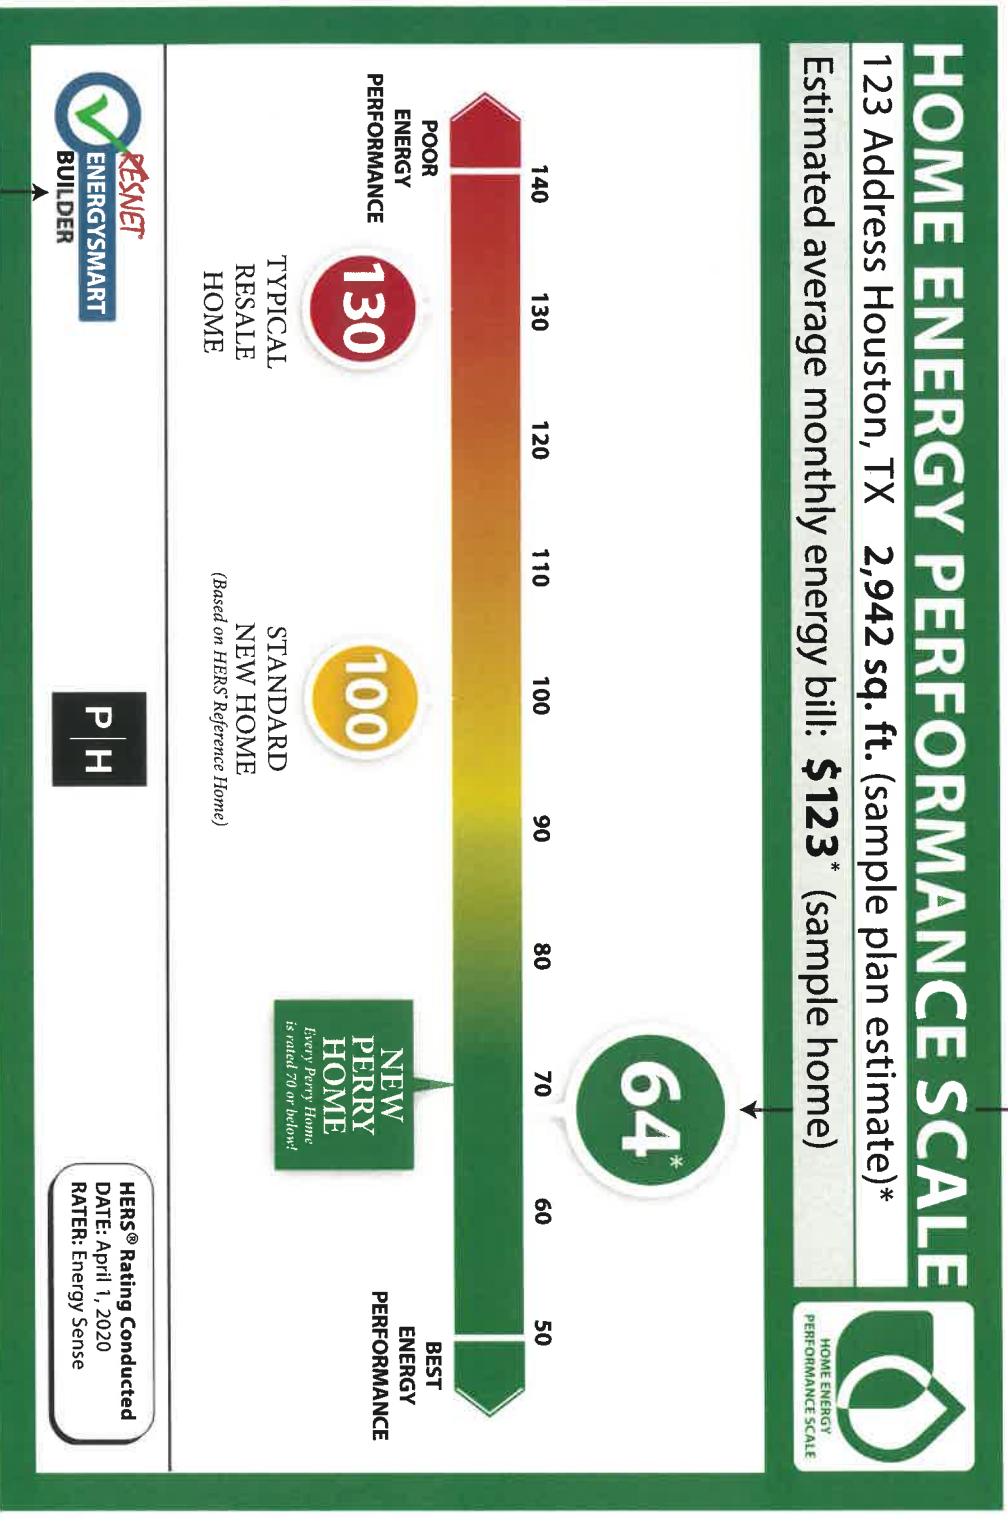 HOME ENERGY PERFORMANCE SCALE
123 Address Houston, TX 2,942 sq. ft. (sample plan estimate)*
Estimated average monthly energy bill: $123* (sample home)
HOME ENERGY
PERFORMANCE SCALE
64*
140 130 120 110 100 90 80 70 60 50
POOR
ENERGY
PERFORMANCE
130
TYPICAL
RESALE
HOME
100
STANDARD
NEW HOME
(Based on HERS® Reference Home)
NEW
PERRY
HOME
Every Perry Home
is rated 70 or below!
BEST
ENERGY
PERFORMANCE
RESNET
ENERGYSMART
BUILDER
P|H
HERS® Rating Conducted
DATE: April 1, 2020
RATER: Energy Sense